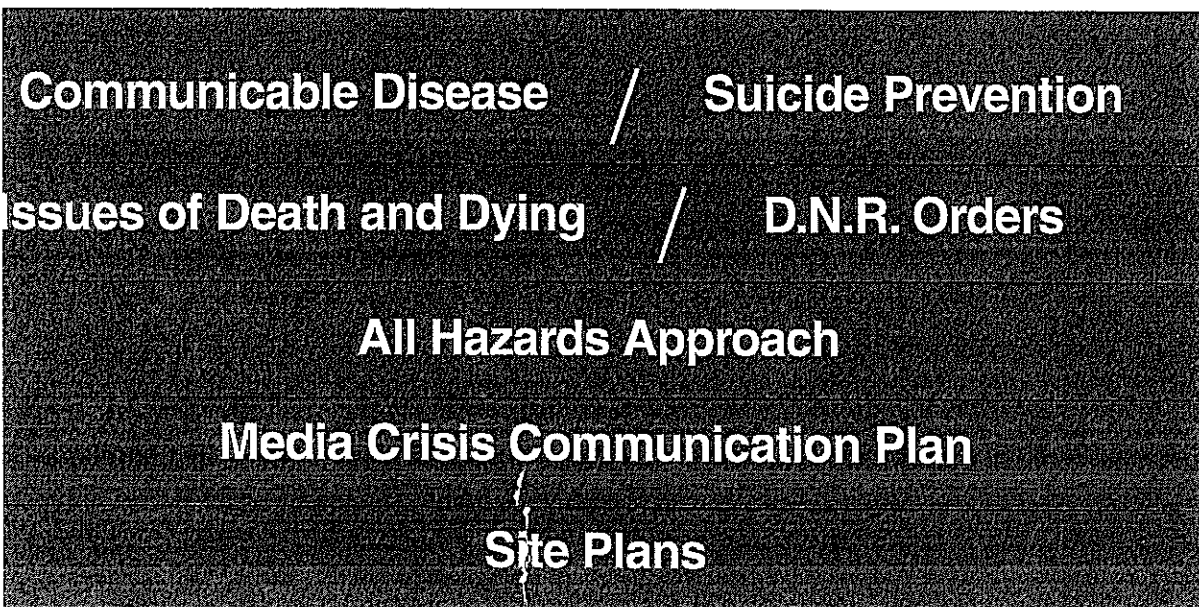 Communicable Disease / Suicide Prevention
Issues of Death and Dying / D.N.R. Orders
All Hazards Approach
Media Crisis Communication Plan
Site Plans